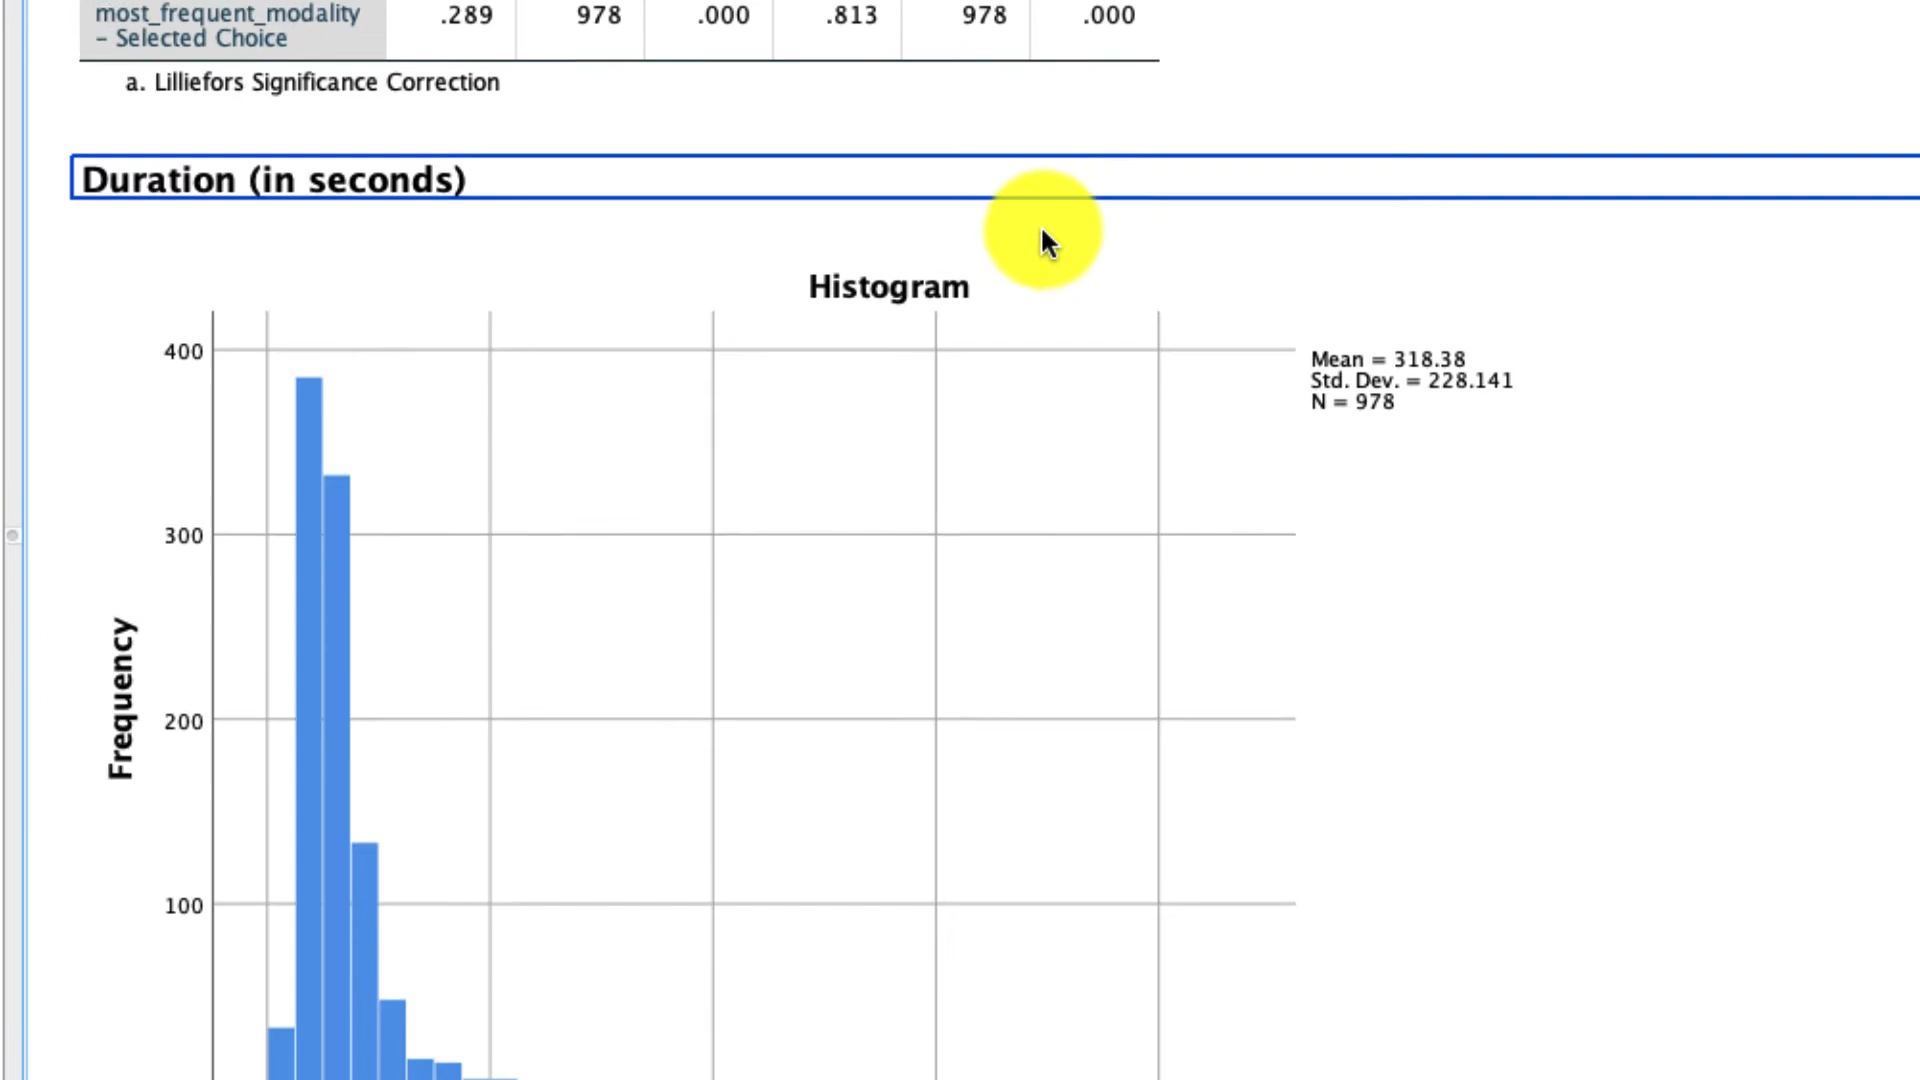 most_frequent_modality .289 978 .000 .813 978 .000
– Selected Choice
a. Lilliefors Significance Correction
Duration (in seconds)
Histogram
400
Mean = 318.38
Std. Dev. = 228.141
N = 978
300
Frequency
200
100